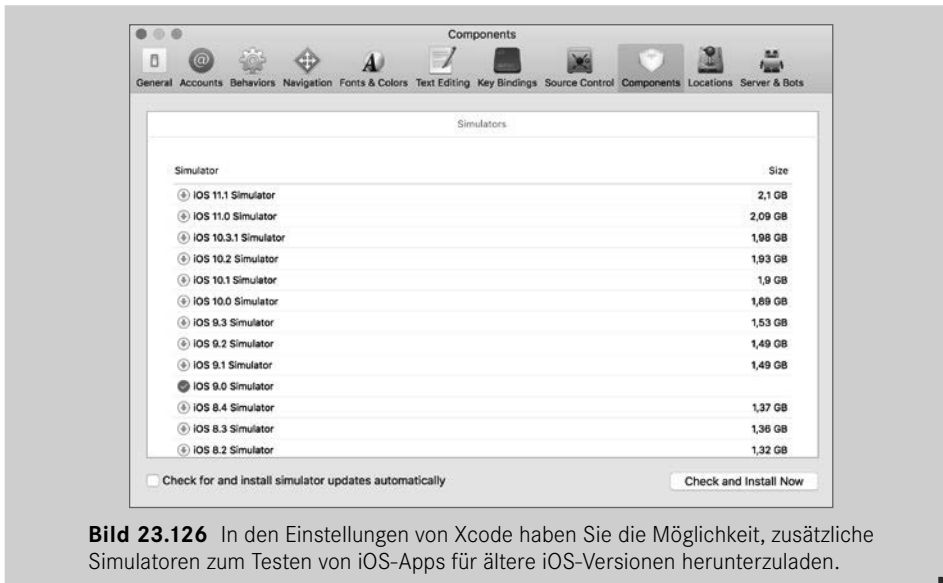 Components
General Accounts Behaviors Navigation Fonts & Colors Text Editing Key Bindings Source Control Components Locations Server & Bots
Simulators
Simulator Size
iOS 11.1 Simulator 2,1 GB
iOS 11.0 Simulator 2,09 GB
iOS 10.3.1 Simulator 1,98 GB
iOS 10.2 Simulator 1,93 GB
iOS 10.1 Simulator 1,9 GB
iOS 10.0 Simulator 1,89 GB
iOS 9.3 Simulator 1,53 GB
iOS 9.2 Simulator 1,49 GB
iOS 9.1 Simulator 1,49 GB
iOS 9.0 Simulator
iOS 8.4 Simulator 1,37 GB
iOS 8.3 Simulator 1,36 GB
iOS 8.2 Simulator 1,32 GB
Check for and install simulator updates automatically Check and Install Now
Bild 23.126 In den Einstellungen von Xcode haben Sie die Möglichkeit, zusätzliche
Simulatoren zum Testen von iOS-Apps für ältere iOS-Versionen herunterzuladen.